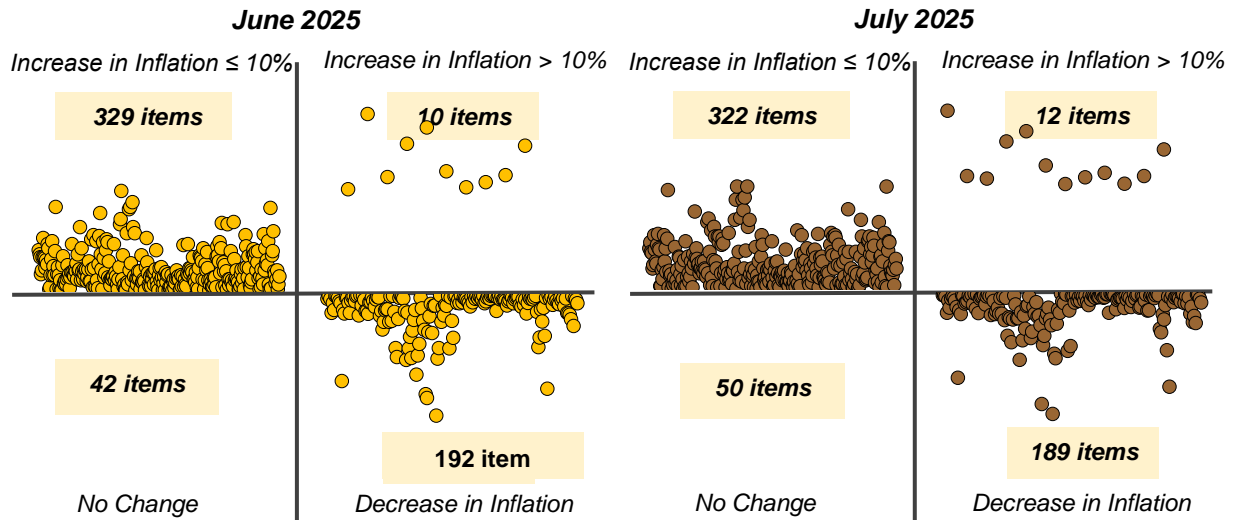 June 2025
Increase in Inflation ≤ 10%
Increase in Inflation > 10%
329 items
10 items
42 items
192 item
No Change
Decrease in Inflation
July 2025
Increase in Inflation ≤ 10%
Increase in Inflation > 10%
322 items
12 items
50 items
189 items
No Change
Decrease in Inflation